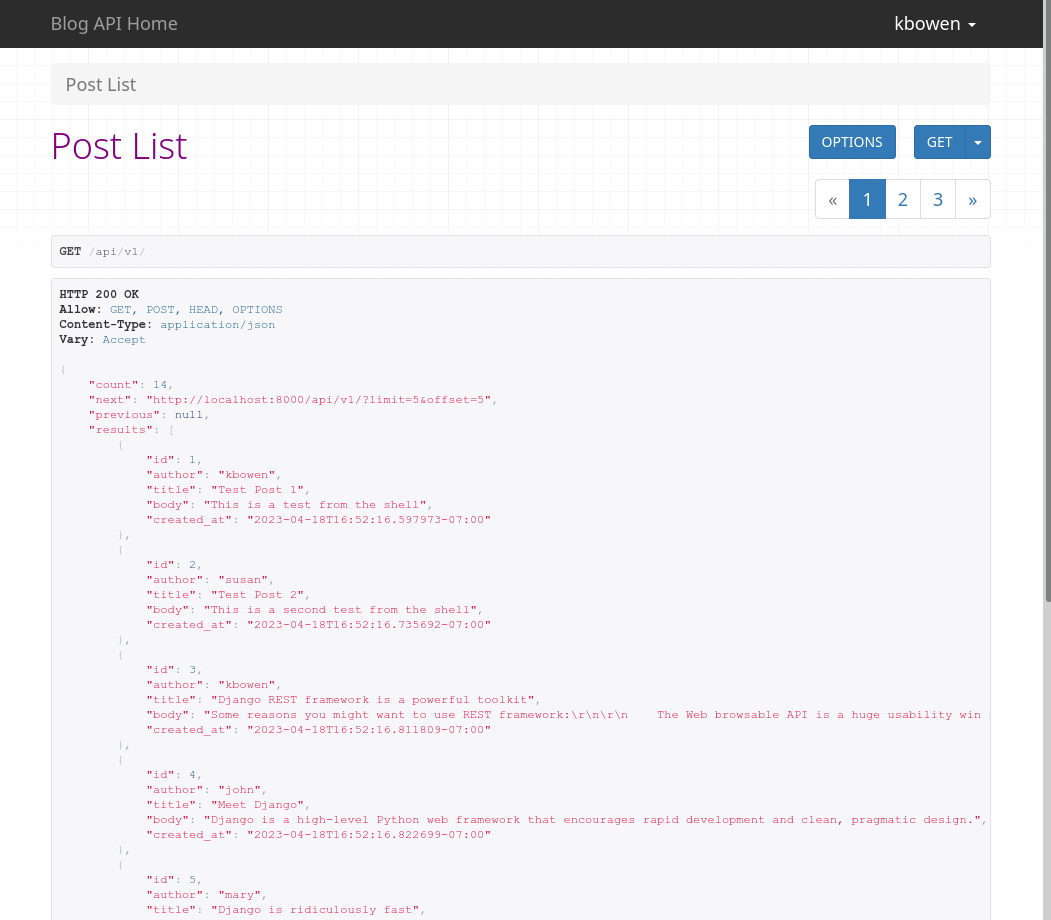 Blog API Home kbowen
Post List
Post List OPTIONS GET
« 1 2 3 »
GET /api/v1/
HTTP 200 OK
Allow: GET, POST, HEAD, OPTIONS
Content-Type: application/json
Vary: Accept
{
    "count": 14,
    "next": "http://localhost:8000/api/v1/?limit=5&offset=5",
    "previous": null,
    "results": [
        {
            "id": 1,
            "author": "kbowen",
            "title": "Test Post 1",
            "body": "This is a test from the shell",
            "created_at": "2023-04-18T16:52:16.597973-07:00"
        },
        {
            "id": 2,
            "author": "susan",
            "title": "Test Post 2",
            "body": "This is a second test from the shell",
            "created_at": "2023-04-18T16:52:16.735692-07:00"
        },
        {
            "id": 3,
            "author": "kbowen",
            "title": "Django REST framework is a powerful toolkit",
            "body": "Some reasons you might want to use REST framework:\r\n\r\n    The Web browsable API is a huge usability win
            "created_at": "2023-04-18T16:52:16.811809-07:00"
        },
        {
            "id": 4,
            "author": "john",
            "title": "Meet Django",
            "body": "Django is a high-level Python web framework that encourages rapid development and clean, pragmatic design.",
            "created_at": "2023-04-18T16:52:16.822699-07:00"
        },
        {
            "id": 5,
            "author": "mary",
            "title": "Django is ridiculously fast",